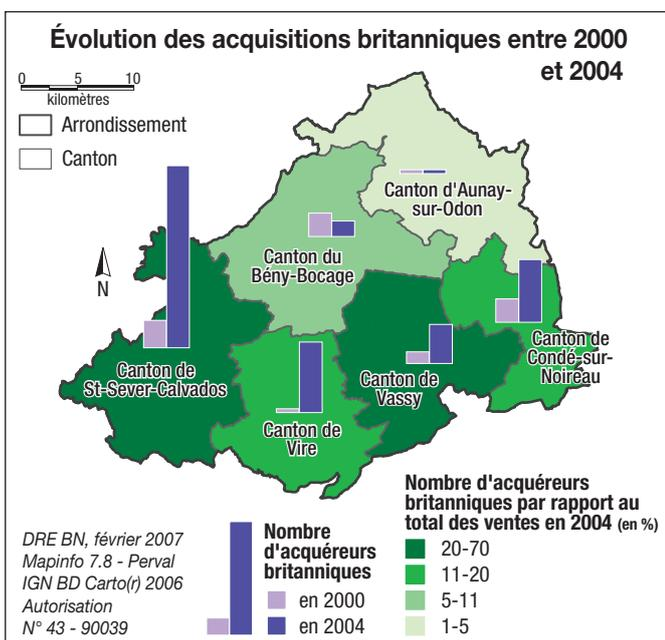 Évolution des acquisitions britanniques entre 2000
et 2004
0 5 10
kilomètres
Arrondissement
Canton
N
Canton d'Aunay-
sur-Odon
Canton du
Bény-Bocage
Canton de
St-Sever-Calvados
Canton de
Vire
Canton de
Vassy
Canton de
Condé-sur-
Noireau
DRE BN, février 2007
Mapinfo 7.8 - Perval
IGN BD Carto(r) 2006
Autorisation
N° 43 - 90039
Nombre
d'acquéreurs
britanniques
en 2000
en 2004
Nombre d'acquéreurs
britanniques par rapport au
total des ventes en 2004 (en %)
20-70
11-20
5-11
1-5